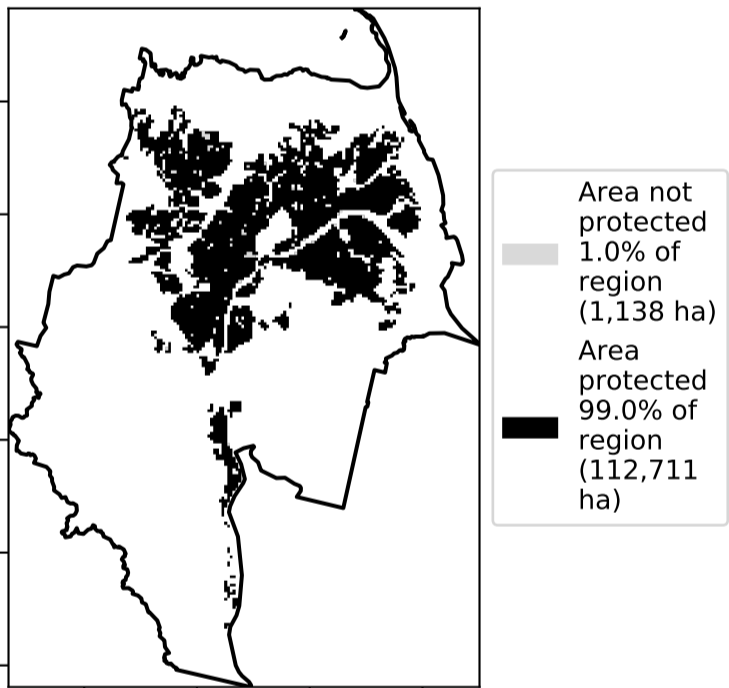 Area not
protected
1.0% of
region
(1,138 ha)
Area
protected
99.0% of
region
(112,711
ha)